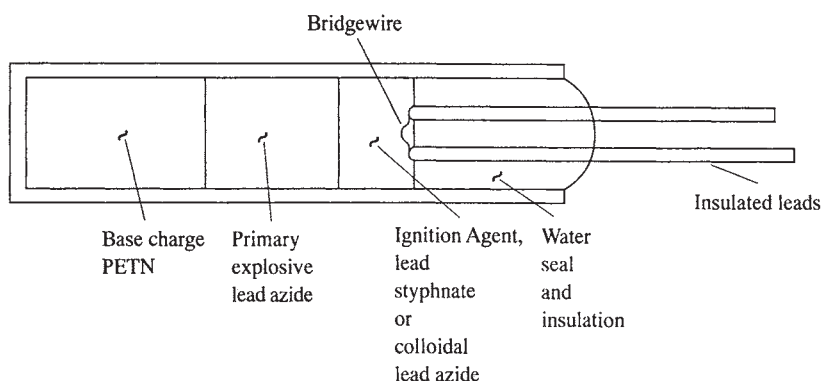 Bridgewire
Insulated leads
Base charge
PETN
Primary
explosive
lead azide
Ignition Agent,
lead
styphnate
or
colloidal
lead azide
Water
seal
and
insulation